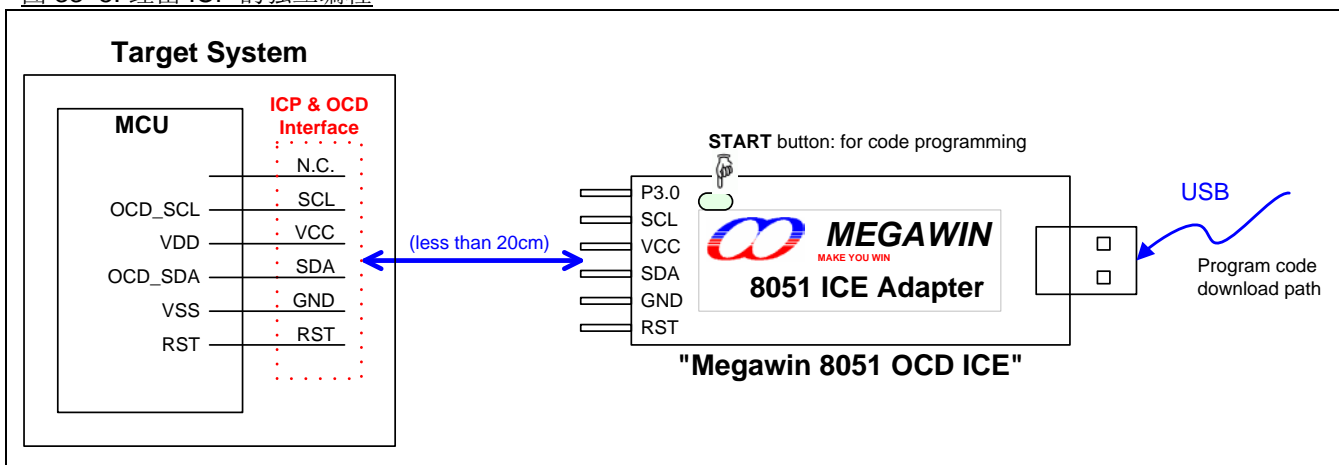 Target System
ICP & OCD
Interface
MCU
N.C.
OCD_SCL
SCL
VDD
VCC
OCD_SDA
SDA
VSS
GND
RST
RST
(less than 20cm)
START button: for code programming
P3.0
SCL
VCC
SDA
GND
RST
MEGAWIN
MAKE YOU WIN
8051 ICE Adapter
"Megawin 8051 OCD ICE"
USB
Program code
download path